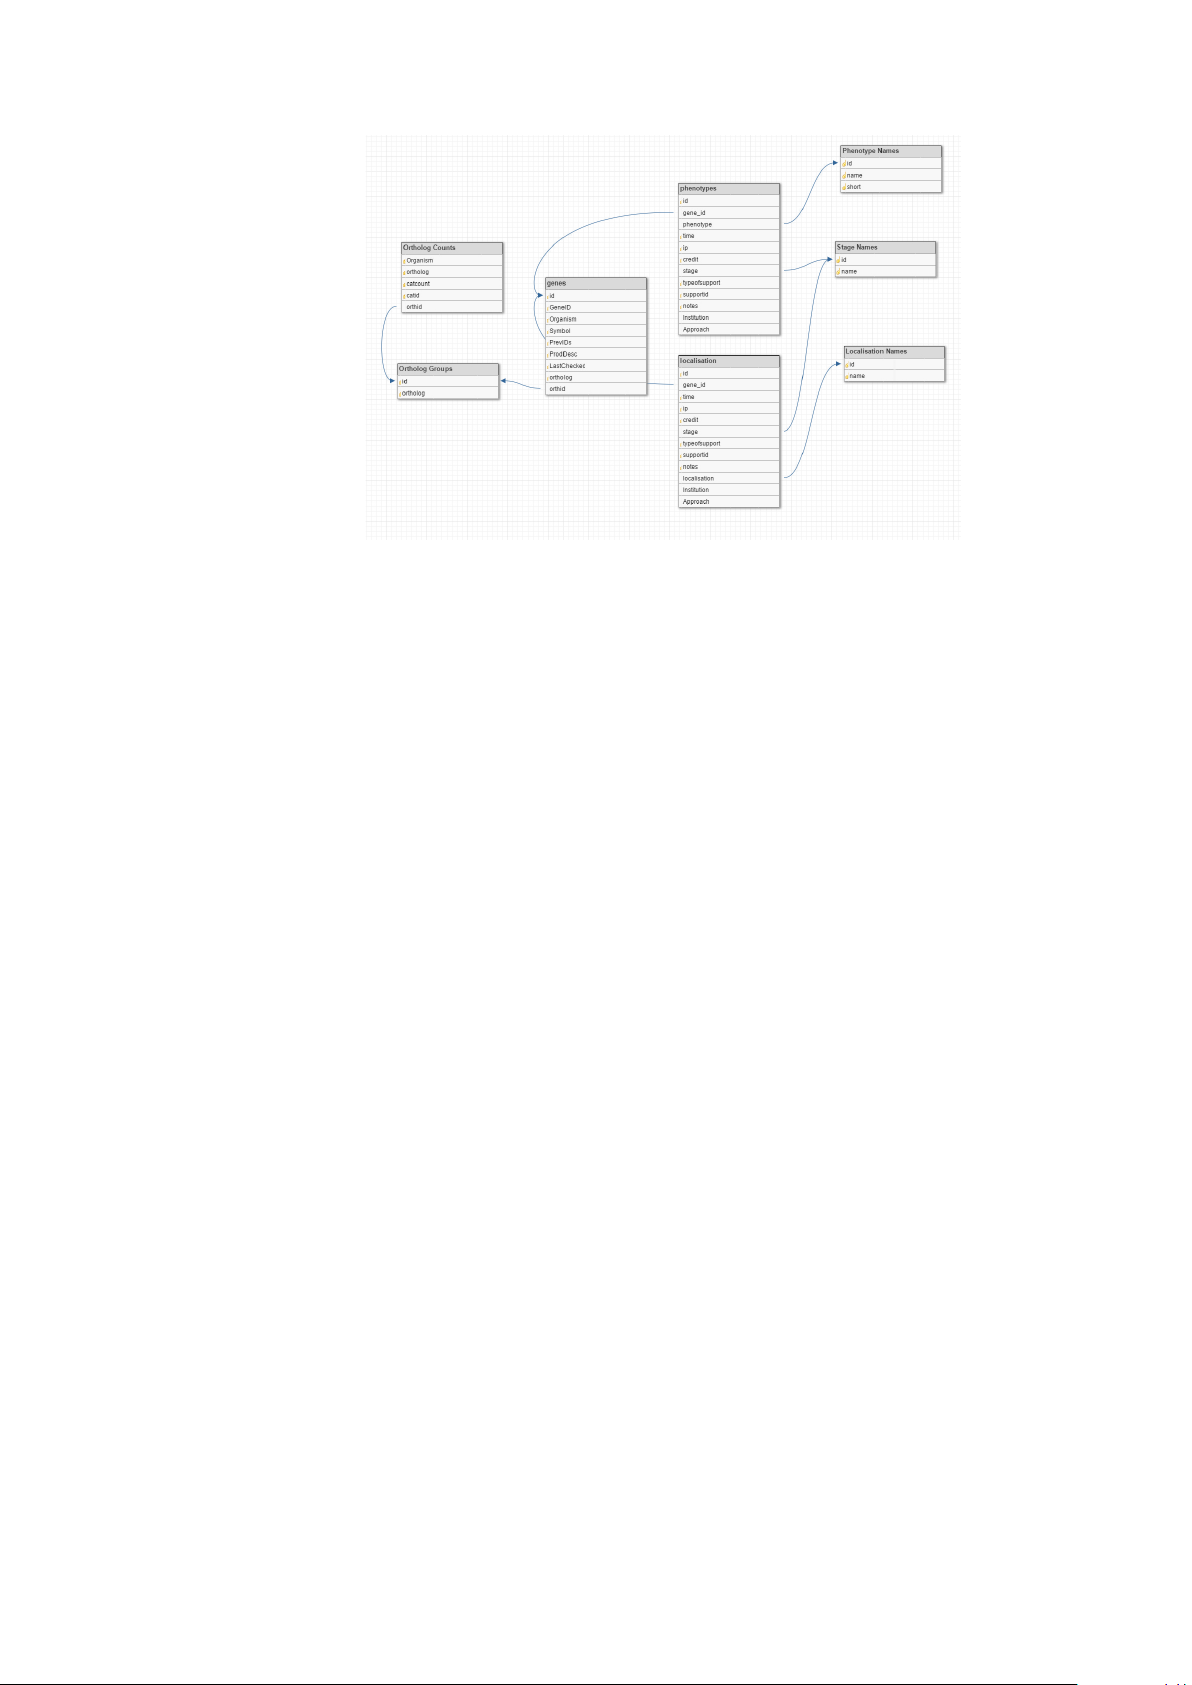 Ortholog Counts
Organism
ortholog
catcount
catid
orthid
Ortholog Groups
id
ortholog
genes
id
GeneID
Organism
Symbol
PrevIDs
ProdDesc
LastChecked
ortholog
orthid
phenotypes
id
gene_id
phenotype
time
ip
credit
stage
typeofsupport
supportid
notes
Institution
Approach
localisation
id
gene_id
time
ip
credit
stage
typeofsupport
supportid
notes
localisation
Institution
Approach
Phenotype Names
id
name
short
Stage Names
id
name
Localisation Names
id
name